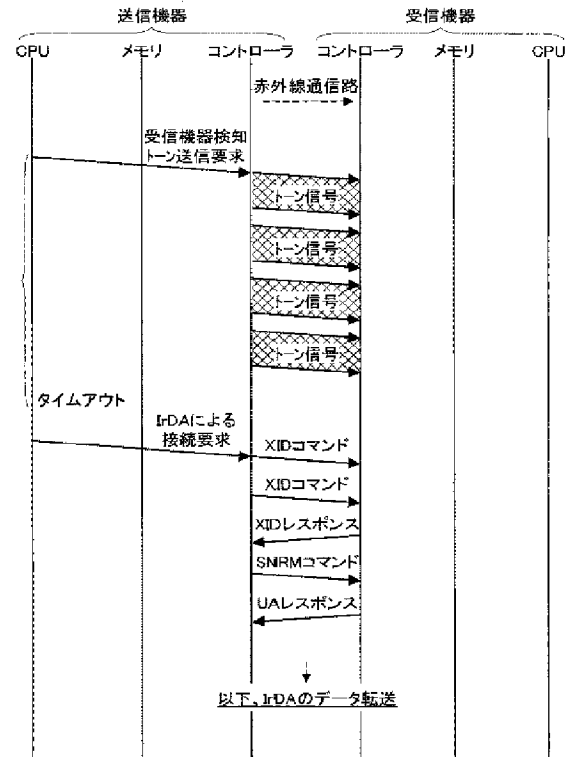 送信機器
受信機器
CPU
メモリ
コントローラ
コントローラ
メモリ
CPU
赤外線通信路
受信機器検知
トーン送信要求
トーン信号
トーン信号
トーン信号
トーン信号
タイムアウト
IrDAによる
接続要求
XIDコマンド
XIDコマンド
XIDレスポンス
SNRMコマンド
UAレスポンス
以下、IrDAのデータ転送